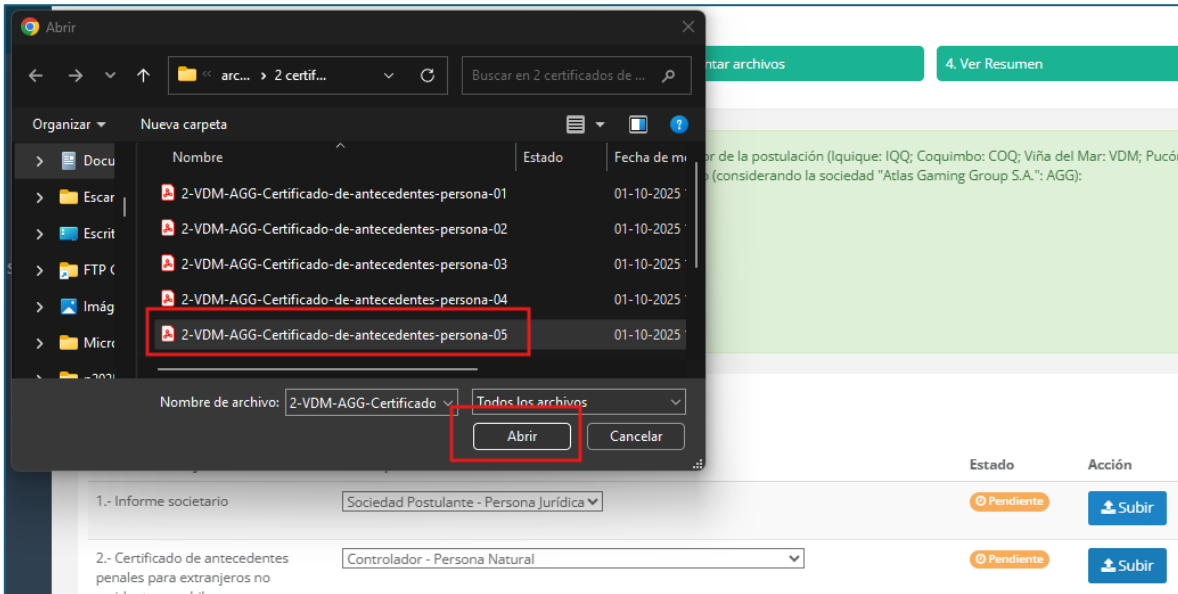 Abrir
arc... > 2 certif...
Buscar en 2 certificados de ...
Organizar
Nueva carpeta
Docu
Escar
Escrit
FTP
Imág
Micro
Nombre
Estado
Fecha de
2-VDM-AGG-Certificado-de-antecedentes-persona-01
01-10-2025
2-VDM-AGG-Certificado-de-antecedentes-persona-02
01-10-2025
2-VDM-AGG-Certificado-de-antecedentes-persona-03
01-10-2025
2-VDM-AGG-Certificado-de-antecedentes-persona-04
01-10-2025
2-VDM-AGG-Certificado-de-antecedentes-persona-05
01-10-2025
Nombre de archivo:
2-VDM-AGG-Certificado
Todos los archivos
Abrir
Cancelar
ntar archivos
4. Ver Resumen
or de la postulación (Iquique: IQQ; Coquimbo: COQ; Viña del Mar: VDM; Pucó
(considerando la sociedad "Atlas Gaming Group S.A.": AGG):
Estado
Acción
1.- Informe societario
Sociedad Postulante - Persona Jurídica
Pendiente
Subir
2.- Certificado de antecedentes
penales para extranjeros no
Controlador - Persona Natural
Pendiente
Subir